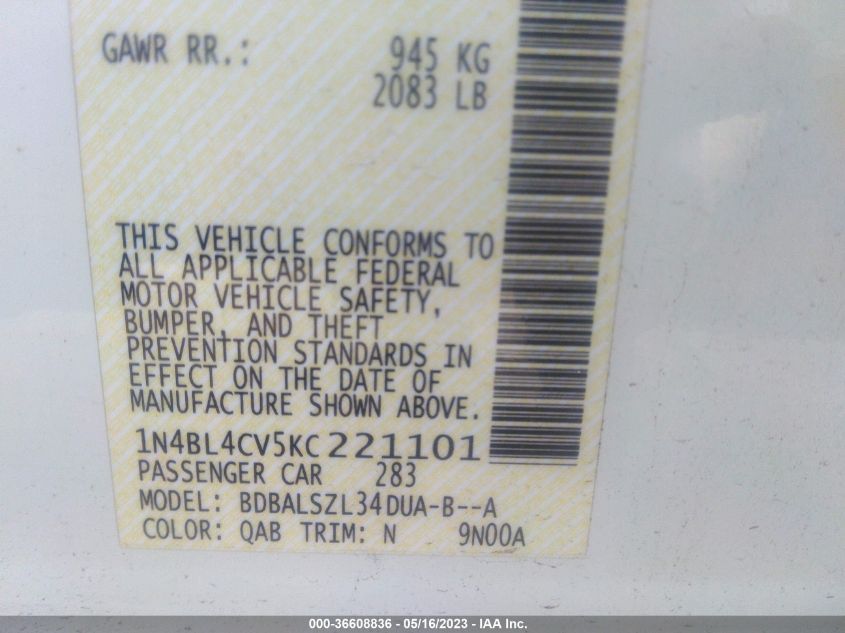 GAWR RR.: 945 KG
2083 LB
THIS VEHICLE CONFORMS TO
ALL APPLICABLE FEDERAL
MOTOR VEHICLE SAFETY,
BUMPER, AND THEFT
PREVENTION STANDARDS IN
EFFECT ON THE DATE OF
MANUFACTURE SHOWN ABOVE.
1N4BL4CV5KC221101
PASSENGER CAR 283
MODEL: BDBALSZL34DUA-B--A
COLOR: QAB TRIM: N 9N00A
000-36608836 - 05/16/2023 - IAA Inc.